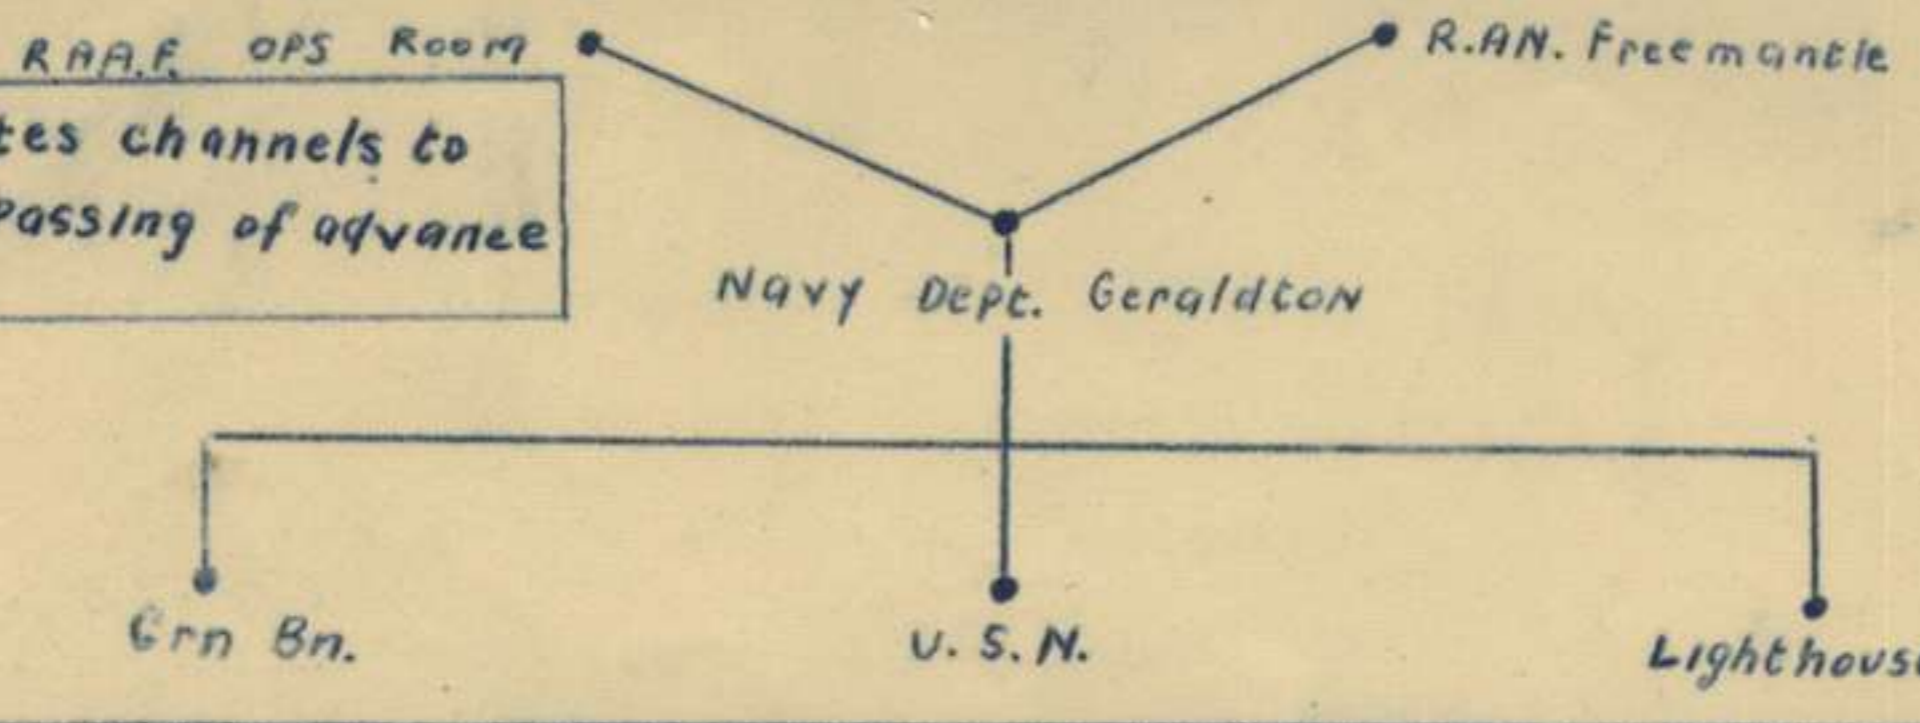 R.A.A.F. OPS Room
R.AN. Freemantle
tes channels to
Passing of advance
Navy Dept. Geraldton
Grn Bn.
U.S.N.
Lighthouse